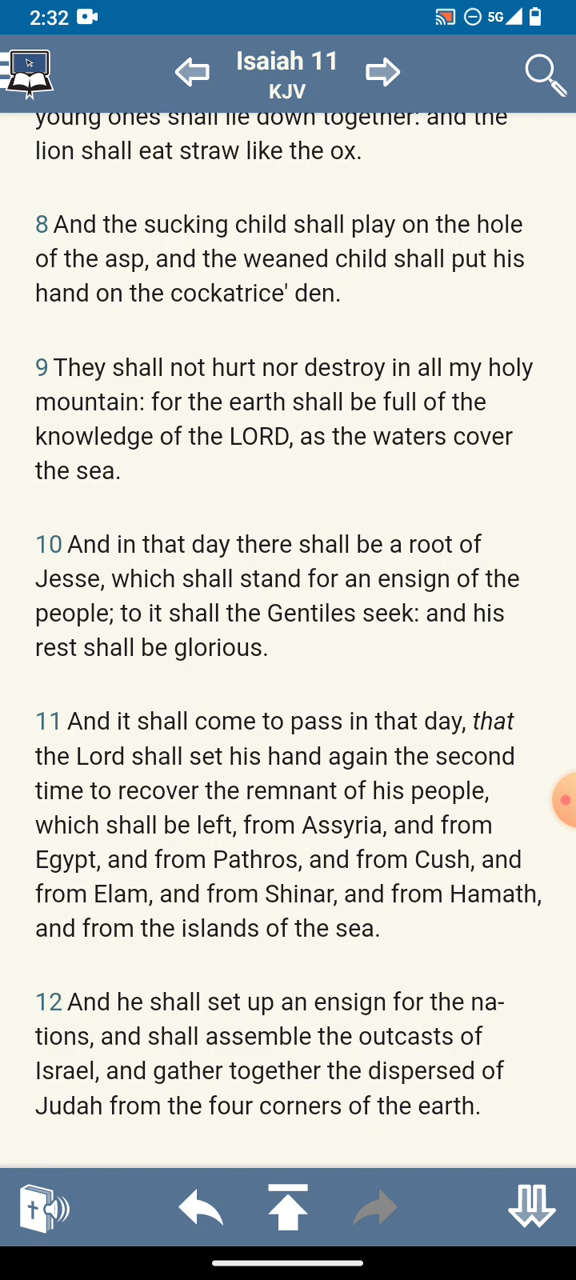 2:32
5G
Isaiah 11
KJV
young ones shall lie down together: and the
lion shall eat straw like the ox.
8 And the sucking child shall play on the hole
of the asp, and the weaned child shall put his
hand on the cockatrice' den.
9 They shall not hurt nor destroy in all my holy
mountain: for the earth shall be full of the
knowledge of the LORD, as the waters cover
the sea.
10 And in that day there shall be a root of
Jesse, which shall stand for an ensign of the
people; to it shall the Gentiles seek: and his
rest shall be glorious.
11 And it shall come to pass in that day, that
the Lord shall set his hand again the second
time to recover the remnant of his people,
which shall be left, from Assyria, and from
Egypt, and from Pathros, and from Cush, and
from Elam, and from Shinar, and from Hamath,
and from the islands of the sea.
12 And he shall set up an ensign for the na-
tions, and shall assemble the outcasts of
Israel, and gather together the dispersed of
Judah from the four corners of the earth.